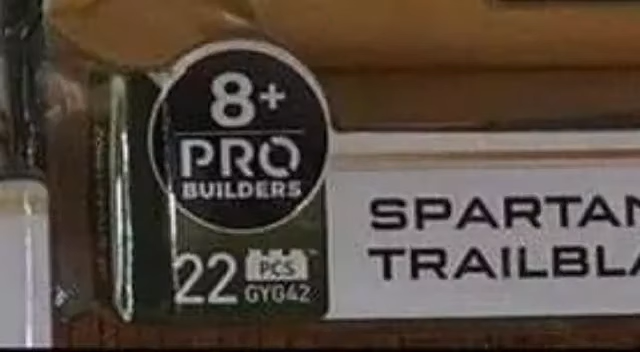 8+
PRO
BUILDERS
22 PCS
GYG42
SPARTAN
TRAILBLA